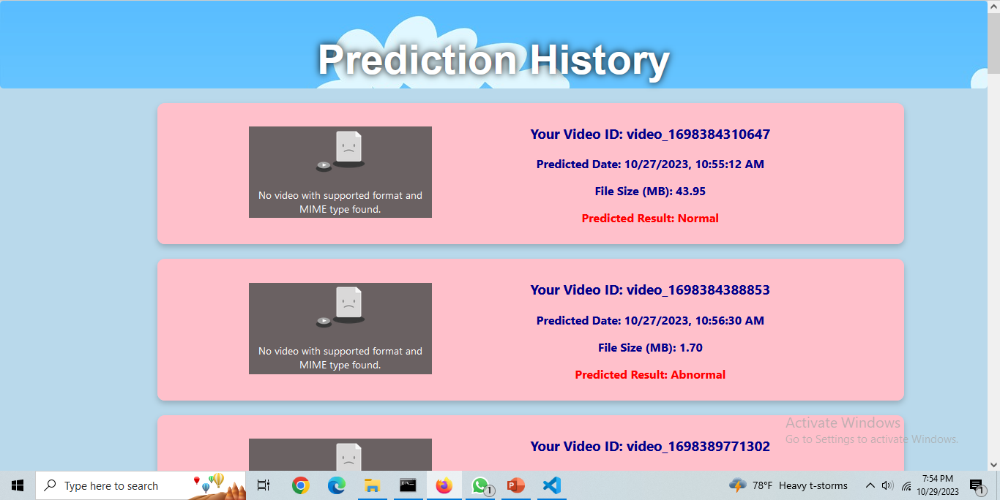 Prediction History
Your Video ID: video_1698384310647
Predicted Date: 10/27/2023, 10:55:12 AM
File Size (MB): 43.95
Predicted Result: Normal
No video with supported format and
MIME type found.
Your Video ID: video_1698384388853
Predicted Date: 10/27/2023, 10:56:30 AM
File Size (MB): 1.70
Predicted Result: Abnormal
No video with supported format and
MIME type found.
Your Video ID: video_1698389771302
Activate Windows
Go to Settings to activate Windows.
Type here to search
1
78°F Heavy t-storms
7:54 PM
10/29/2023
1